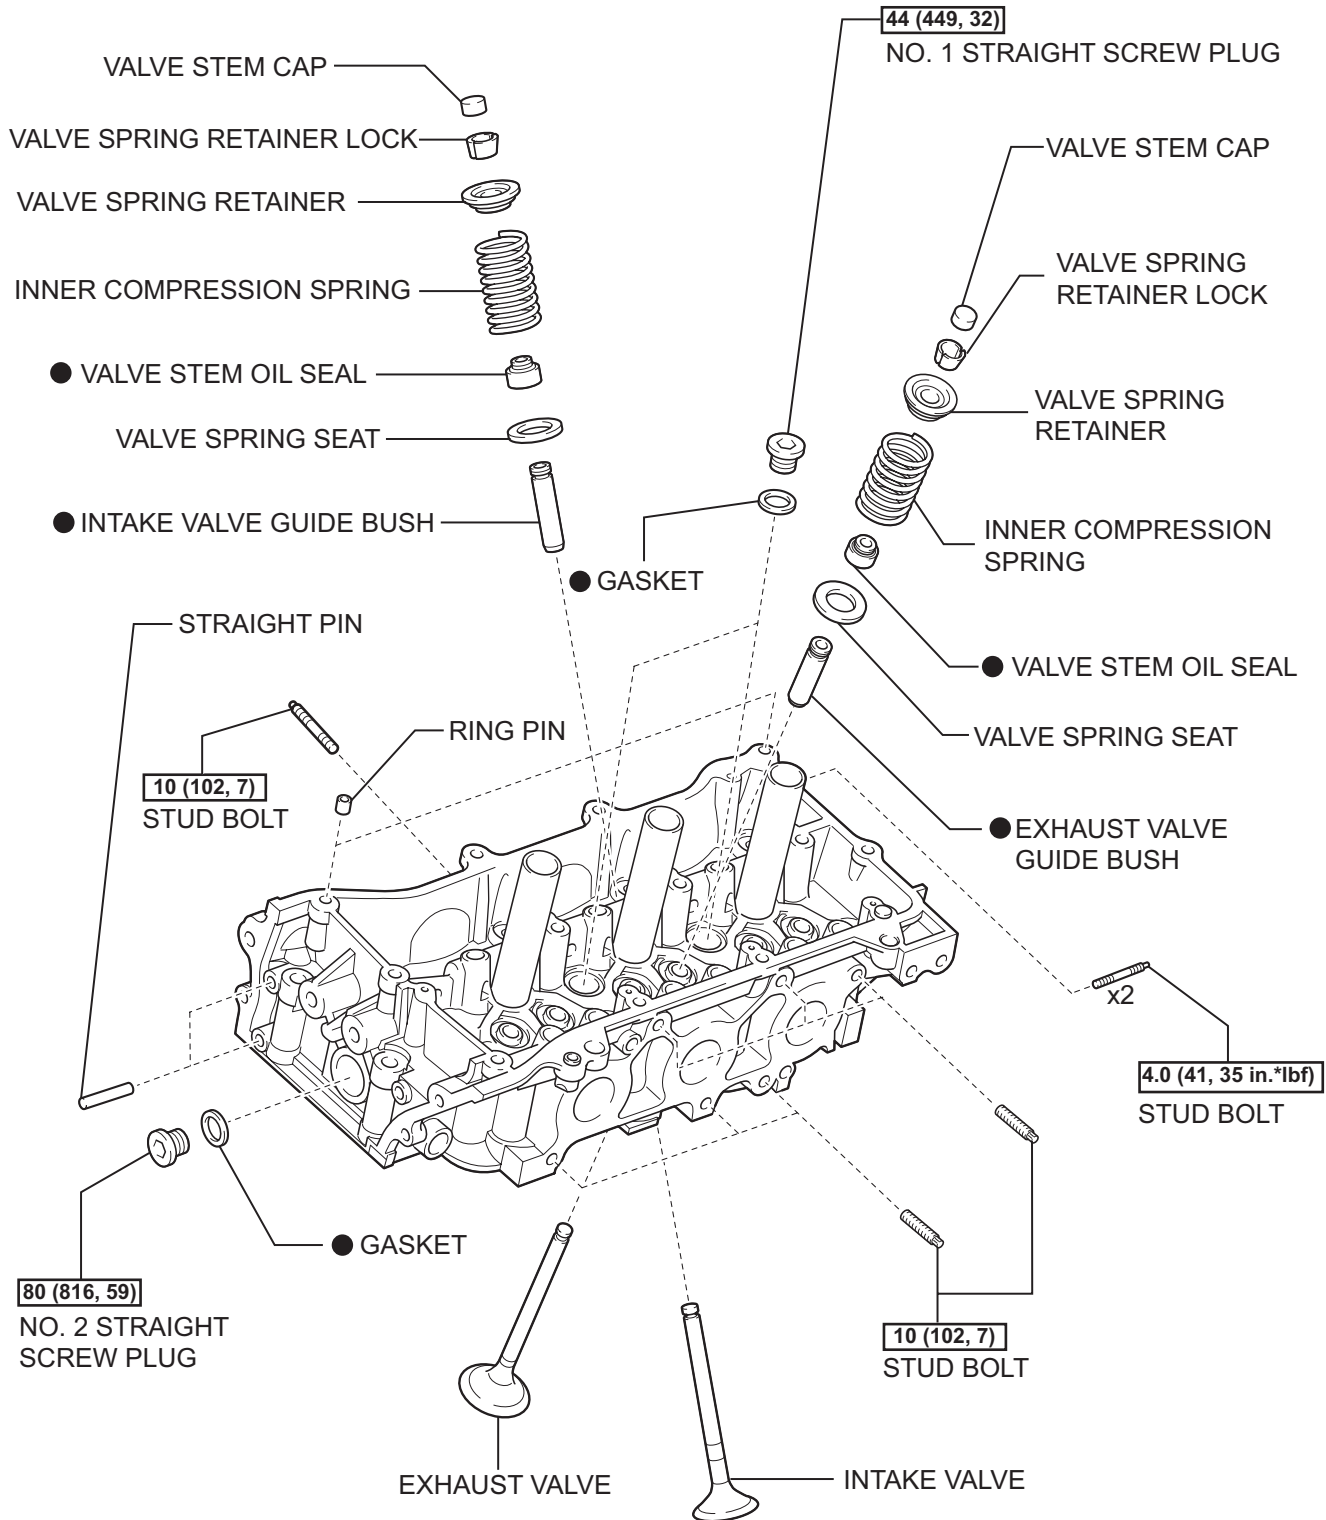 44 (449, 32)
NO. 1 STRAIGHT SCREW PLUG
VALVE STEM CAP
VALVE SPRING RETAINER LOCK
VALVE SPRING RETAINER
INNER COMPRESSION SPRING
● VALVE STEM OIL SEAL
VALVE SPRING SEAT
● INTAKE VALVE GUIDE BUSH
● GASKET
VALVE STEM CAP
VALVE SPRING
RETAINER LOCK
VALVE SPRING
RETAINER
INNER COMPRESSION
SPRING
● VALVE STEM OIL SEAL
VALVE SPRING SEAT
● EXHAUST VALVE
GUIDE BUSH
STRAIGHT PIN
RING PIN
10 (102, 7)
STUD BOLT
x2
4.0 (41, 35 in.*lbf)
STUD BOLT
● GASKET
80 (816, 59)
NO. 2 STRAIGHT
SCREW PLUG
10 (102, 7)
STUD BOLT
EXHAUST VALVE
INTAKE VALVE